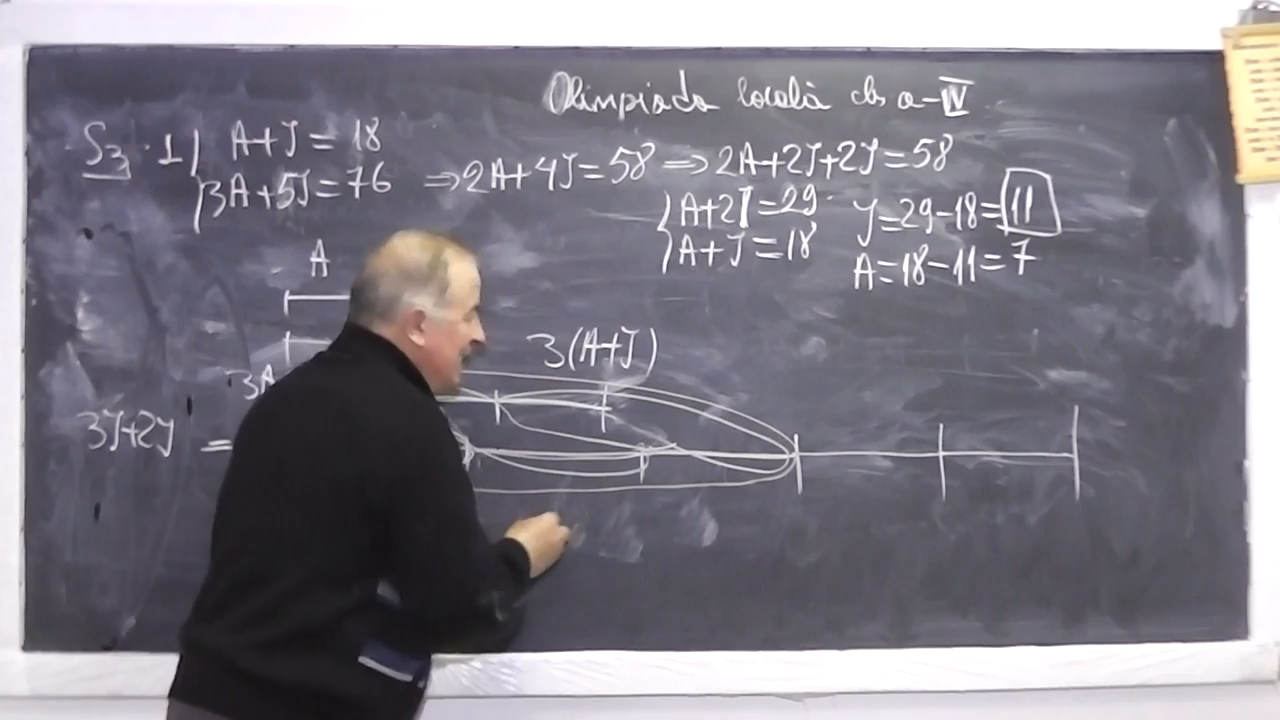 Olimpiada locală cls a-IV
S3. 1) A+J=18
3A+5J=76 ⇒2A+4J=58⇒2A+2J+2J=58
A+2J=29 y=29-18=11
A+J=18 A=18-11=7
A
3(A+J)
3A
3J+2J =